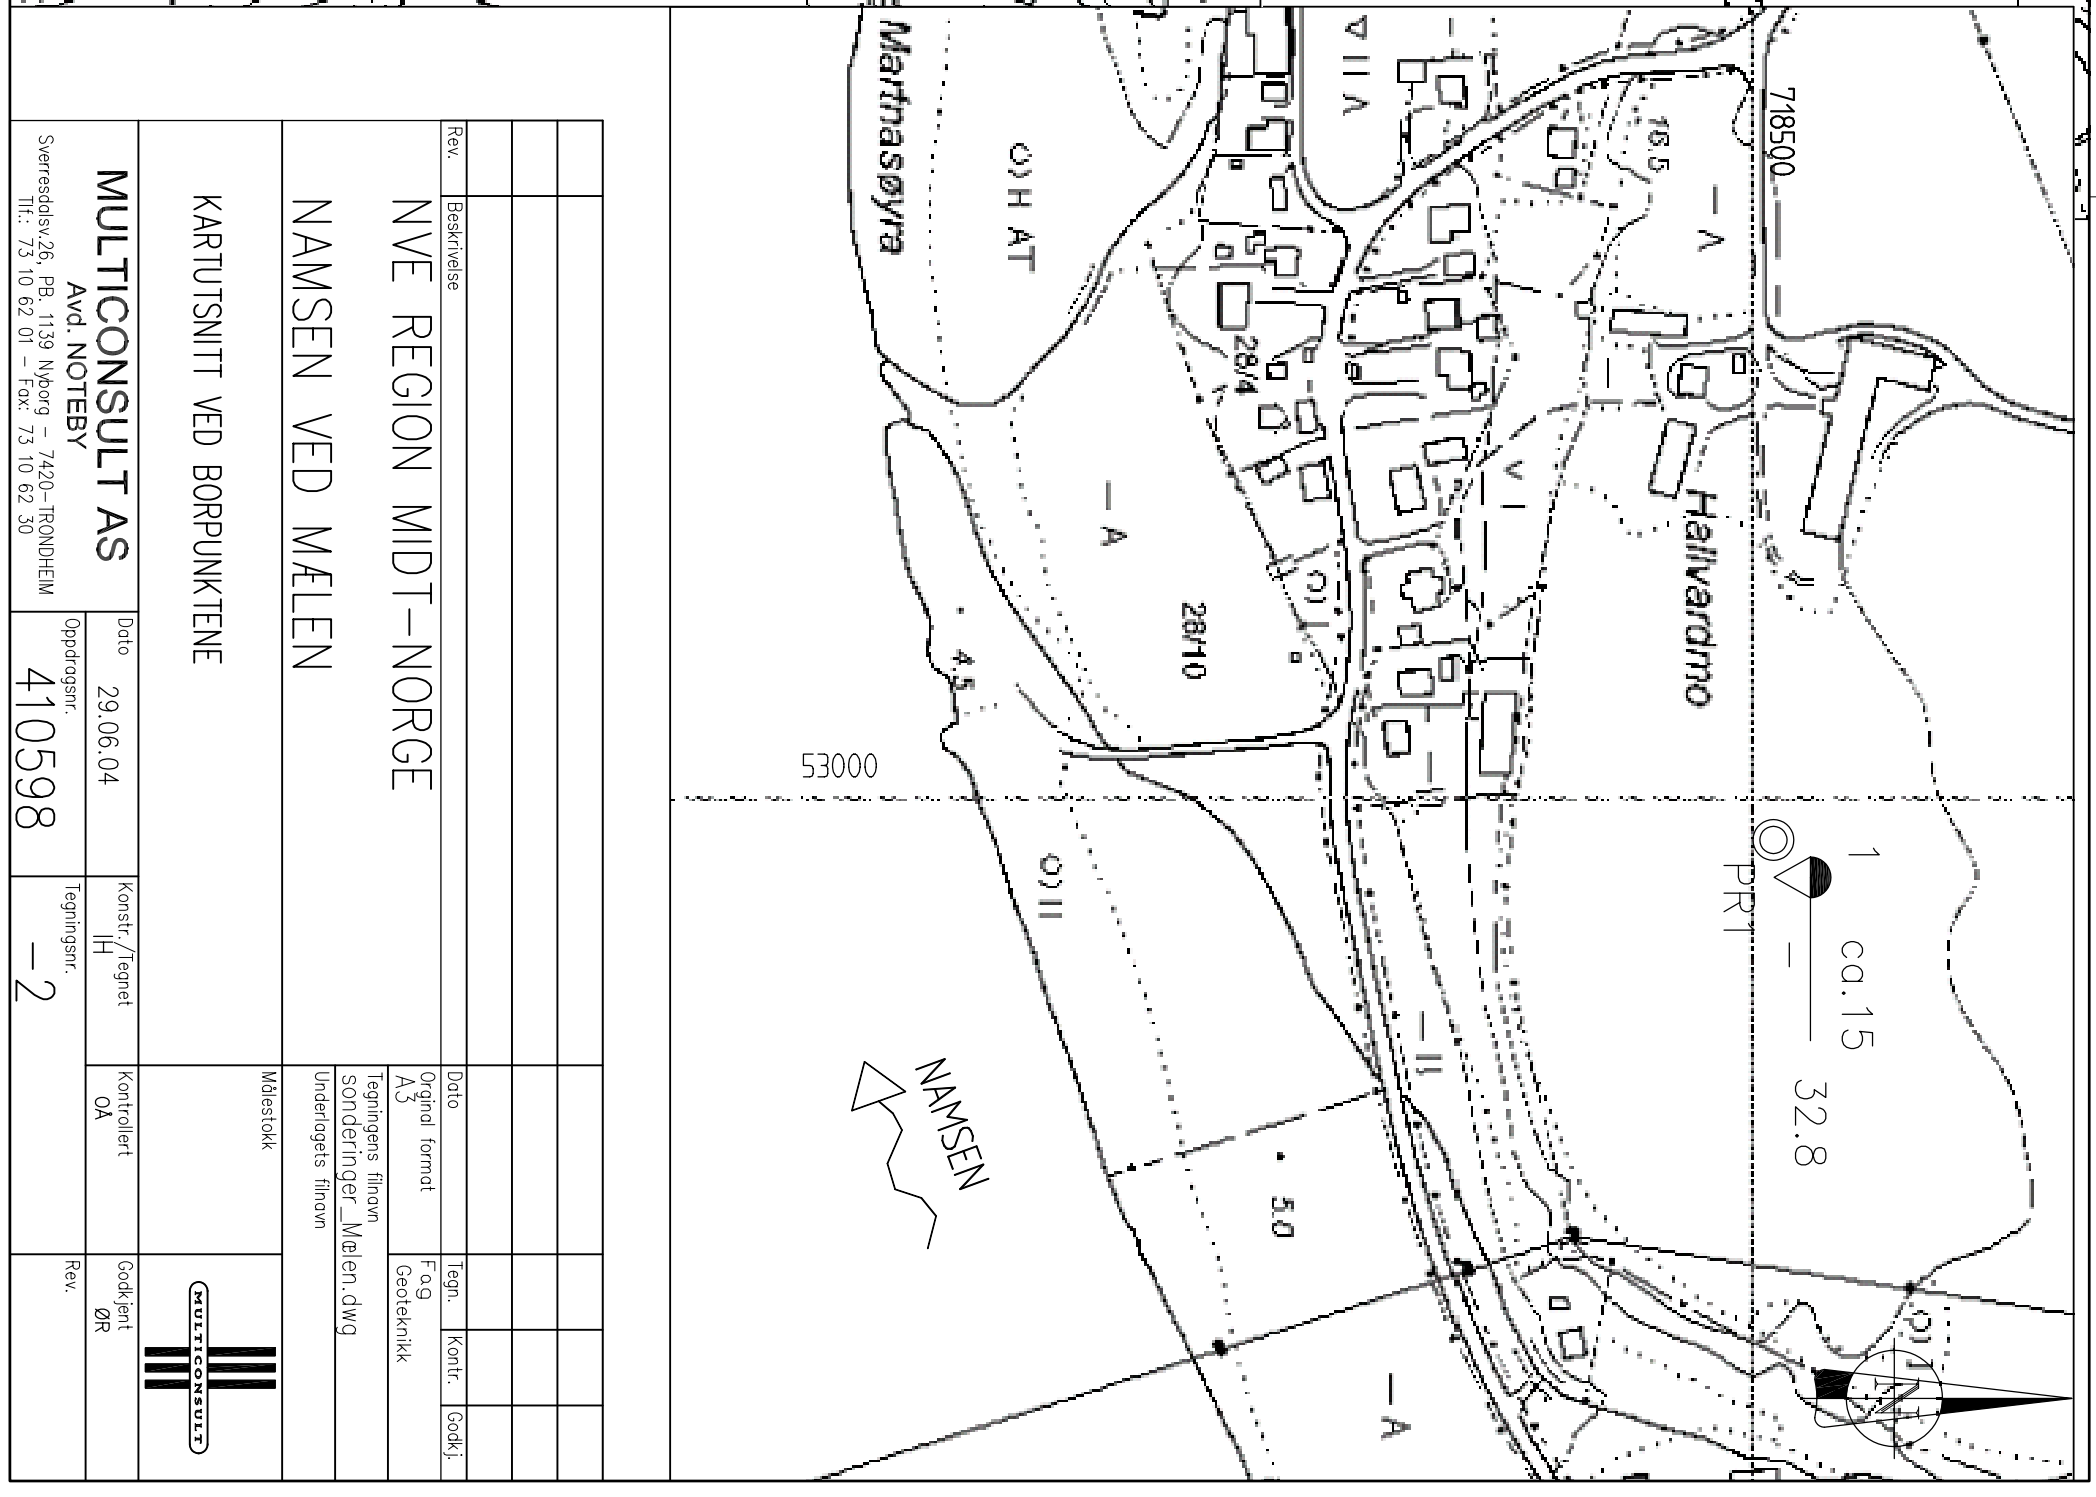 Martnasøyra
O) H AT
718500
16.5
28/4
Hallvardmo
28/10
4.5
53000
O) II
1
PR1
ca.15
—
32.8
NAMSEN
5.0
— A
— A
N
Rev.
Beskrivelse
Dato
Tegn.
Kontr.
Godkj.
NVE REGION MIDT-NORGE
NAMSEN VED MÆLEN
Orginal format
A3
Fag
Geoteknikk
Tegningens filnavn
sonderinger_Mælen.dwg
Underlagets filnavn
KARTUTSNITT VED BORPUNKTENE
Målestokk
MULTICONSULT
MULTICONSULT AS
Avd. NOTEBY
Sverresdalsv.26, PB. 1139 Nyborg - 7420-TRONDHEIM
Tlf.: 73 10 62 01 - Fax: 73 10 62 30
Dato
29.06.04
Konstr./Tegnet
IH
Kontrollert
OÅ
Godkjent
ØR
Oppdragsnr.
410598
Tegningsnr.
-2
Rev.